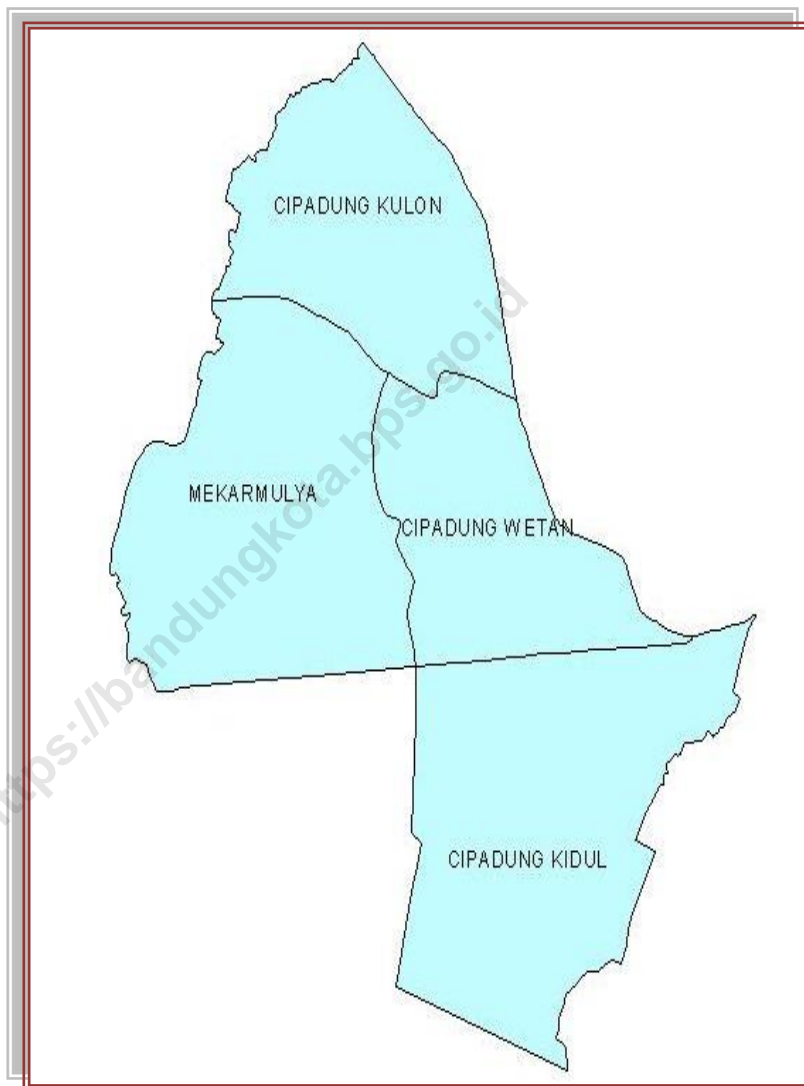 CIPADUNG KULON
MEKARMULYA
CIPADUNG WETAN
CIPADUNG KIDUL
https://bandungkota.bps.go.id